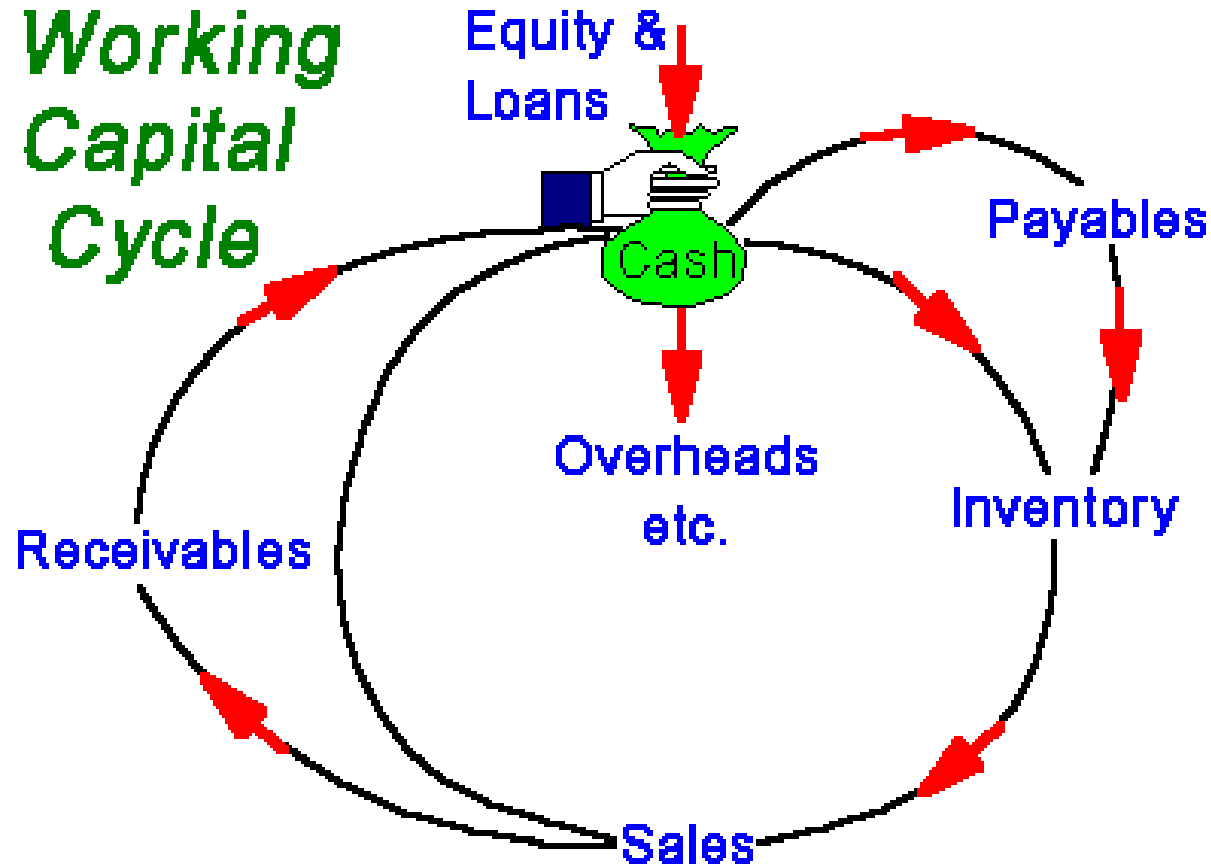 Working
Capital
Cycle
Equity &
Loans
Cash
Payables
Overheads
etc.
Inventory
Receivables
Sales